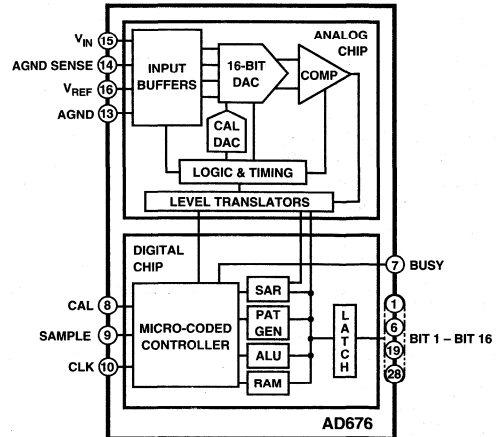 ANALOG
CHIP
VIN 15
AGND SENSE 14
VREF 16
AGND 13
INPUT
BUFFERS
16-BIT
DAC
COMP
CAL
DAC
LOGIC & TIMING
LEVEL TRANSLATORS
DIGITAL
CHIP
7 BUSY
CAL 8
SAMPLE 9
CLK 10
MICRO-CODED
CONTROLLER
SAR
PAT
GEN
ALU
RAM
LATCH
1
6
19
28
BIT 1 – BIT 16
AD676